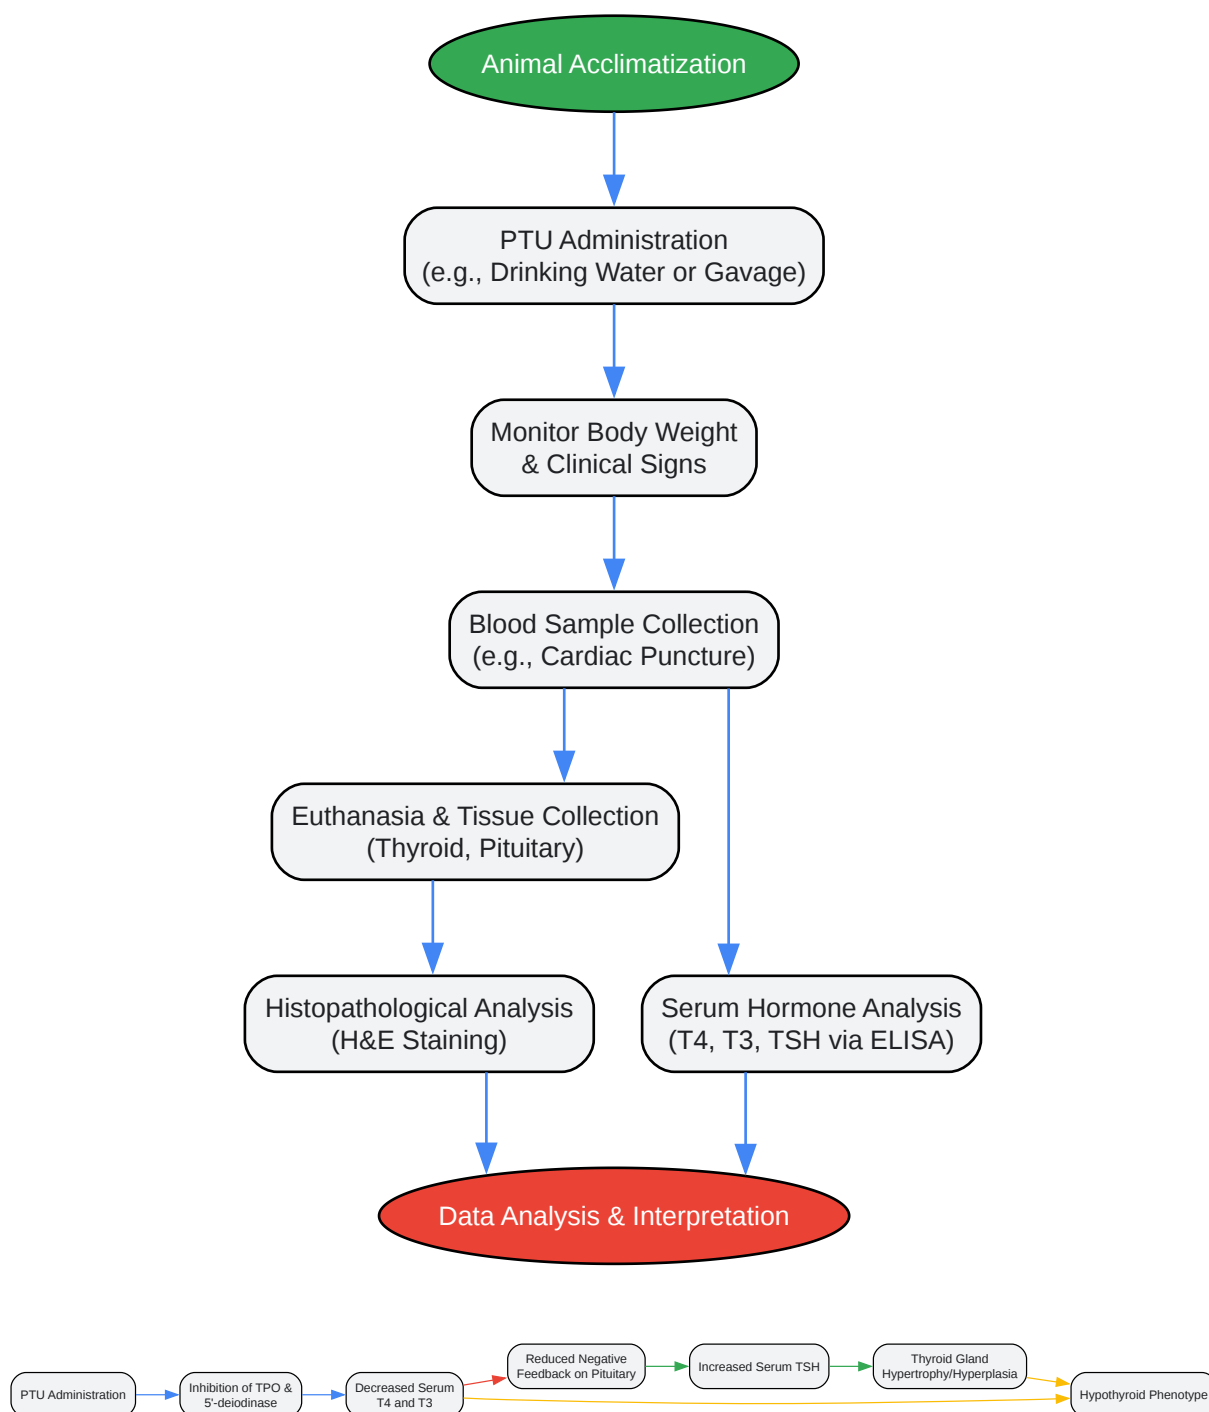 Animal Acclimatization
PTU Administration
(e.g., Drinking Water or Gavage)
Monitor Body Weight
& Clinical Signs
Blood Sample Collection
(e.g., Cardiac Puncture)
Euthanasia & Tissue Collection
(Thyroid, Pituitary)
Histopathological Analysis
(H&E Staining)
Serum Hormone Analysis
(T4, T3, TSH via ELISA)
Data Analysis & Interpretation
PTU Administration
Inhibition of TPO &
5'-deiodinase
Decreased Serum
T4 and T3
Reduced Negative
Feedback on Pituitary
Increased Serum TSH
Thyroid Gland
Hypertrophy/Hyperplasia
Hypothyroid Phenotype